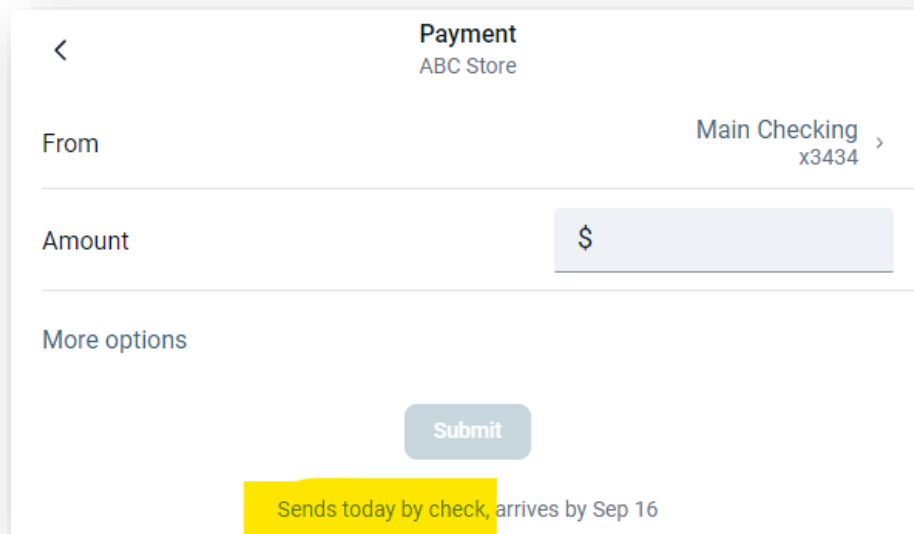 Payment
ABC Store
From
Main Checking
x3434
Amount
$
More options
Submit
Sends today by check, arrives by Sep 16